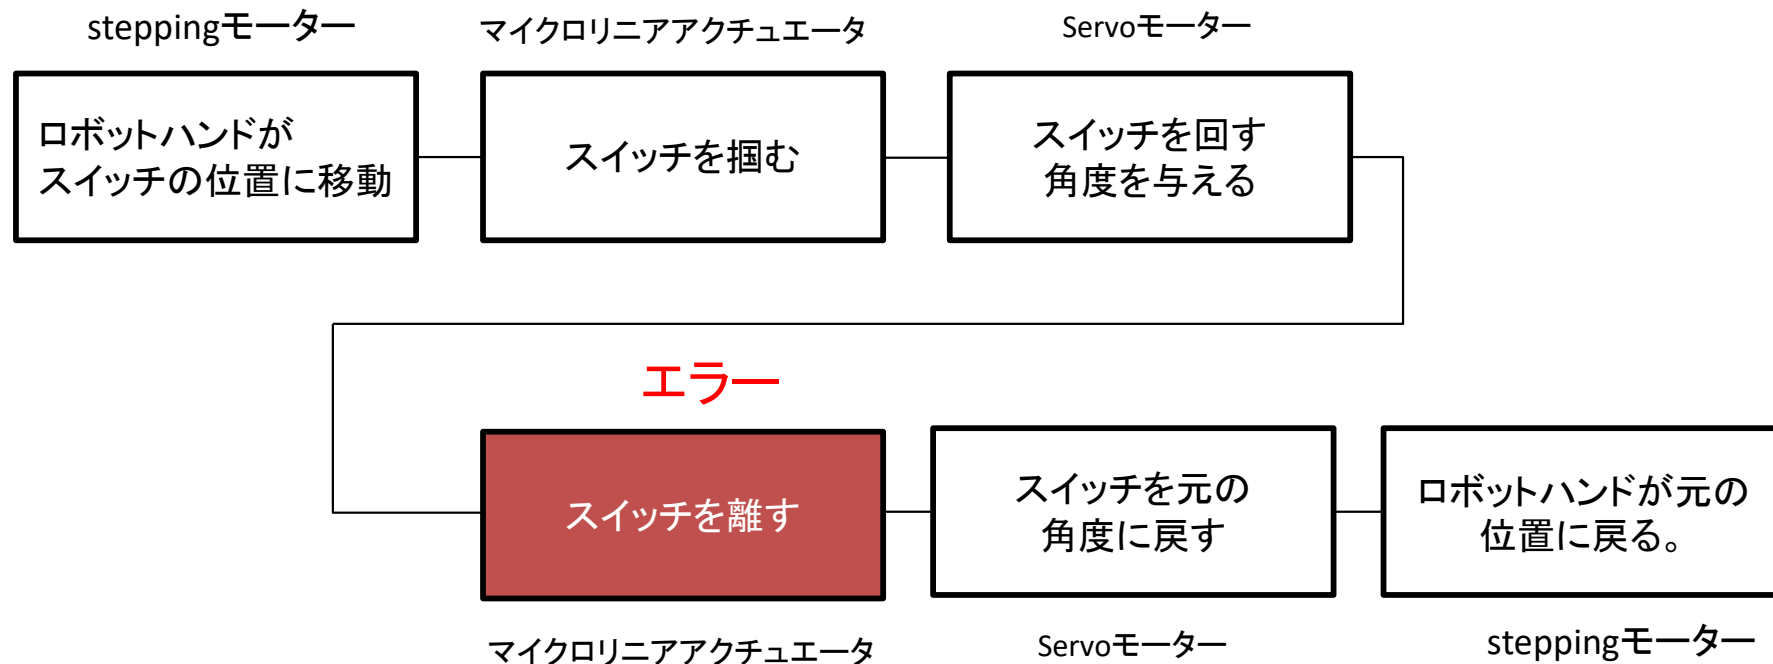 steppingモーター
マイクロリニアアクチュエータ
Servoモーター
ロボットハンドが
スイッチの位置に移動
スイッチを掴む
スイッチを回す
角度を与える
エラー
スイッチを離す
スイッチを元の
角度に戻す
ロボットハンドが元の
位置に戻る。
マイクロリニアアクチュエータ
Servoモーター
steppingモーター